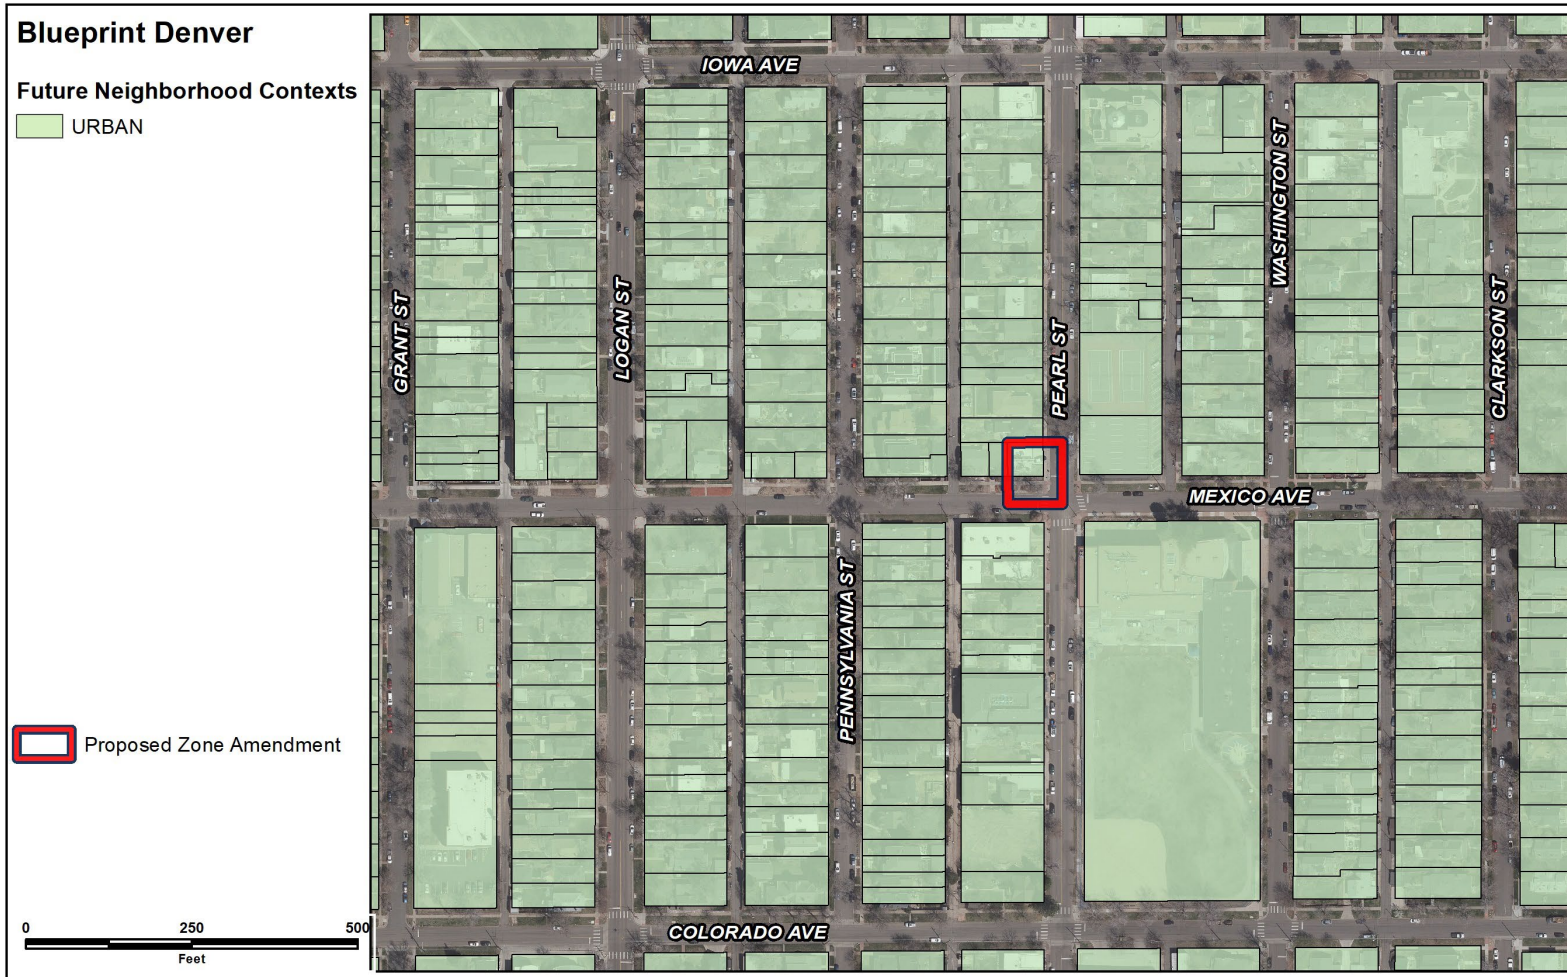 Blueprint Denver
Future Neighborhood Contexts
URBAN
Proposed Zone Amendment
0 250 500
Feet
IOWA AVE
GRANT ST
LOGAN ST
PEARL ST
WASHINGTON ST
CLARKSON ST
MEXICO AVE
PENNSYLVANIA ST
COLORADO AVE